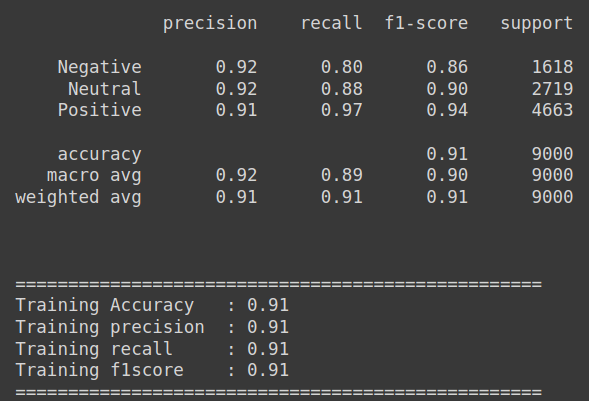 precision recall f1-score support
Negative 0.92 0.80 0.86 1618
Neutral 0.92 0.88 0.90 2719
Positive 0.91 0.97 0.94 4663
accuracy 0.91 9000
macro avg 0.92 0.89 0.90 9000
weighted avg 0.91 0.91 0.91 9000
==================================================
Training Accuracy : 0.91
Training precision : 0.91
Training recall : 0.91
Training f1score : 0.91
==================================================